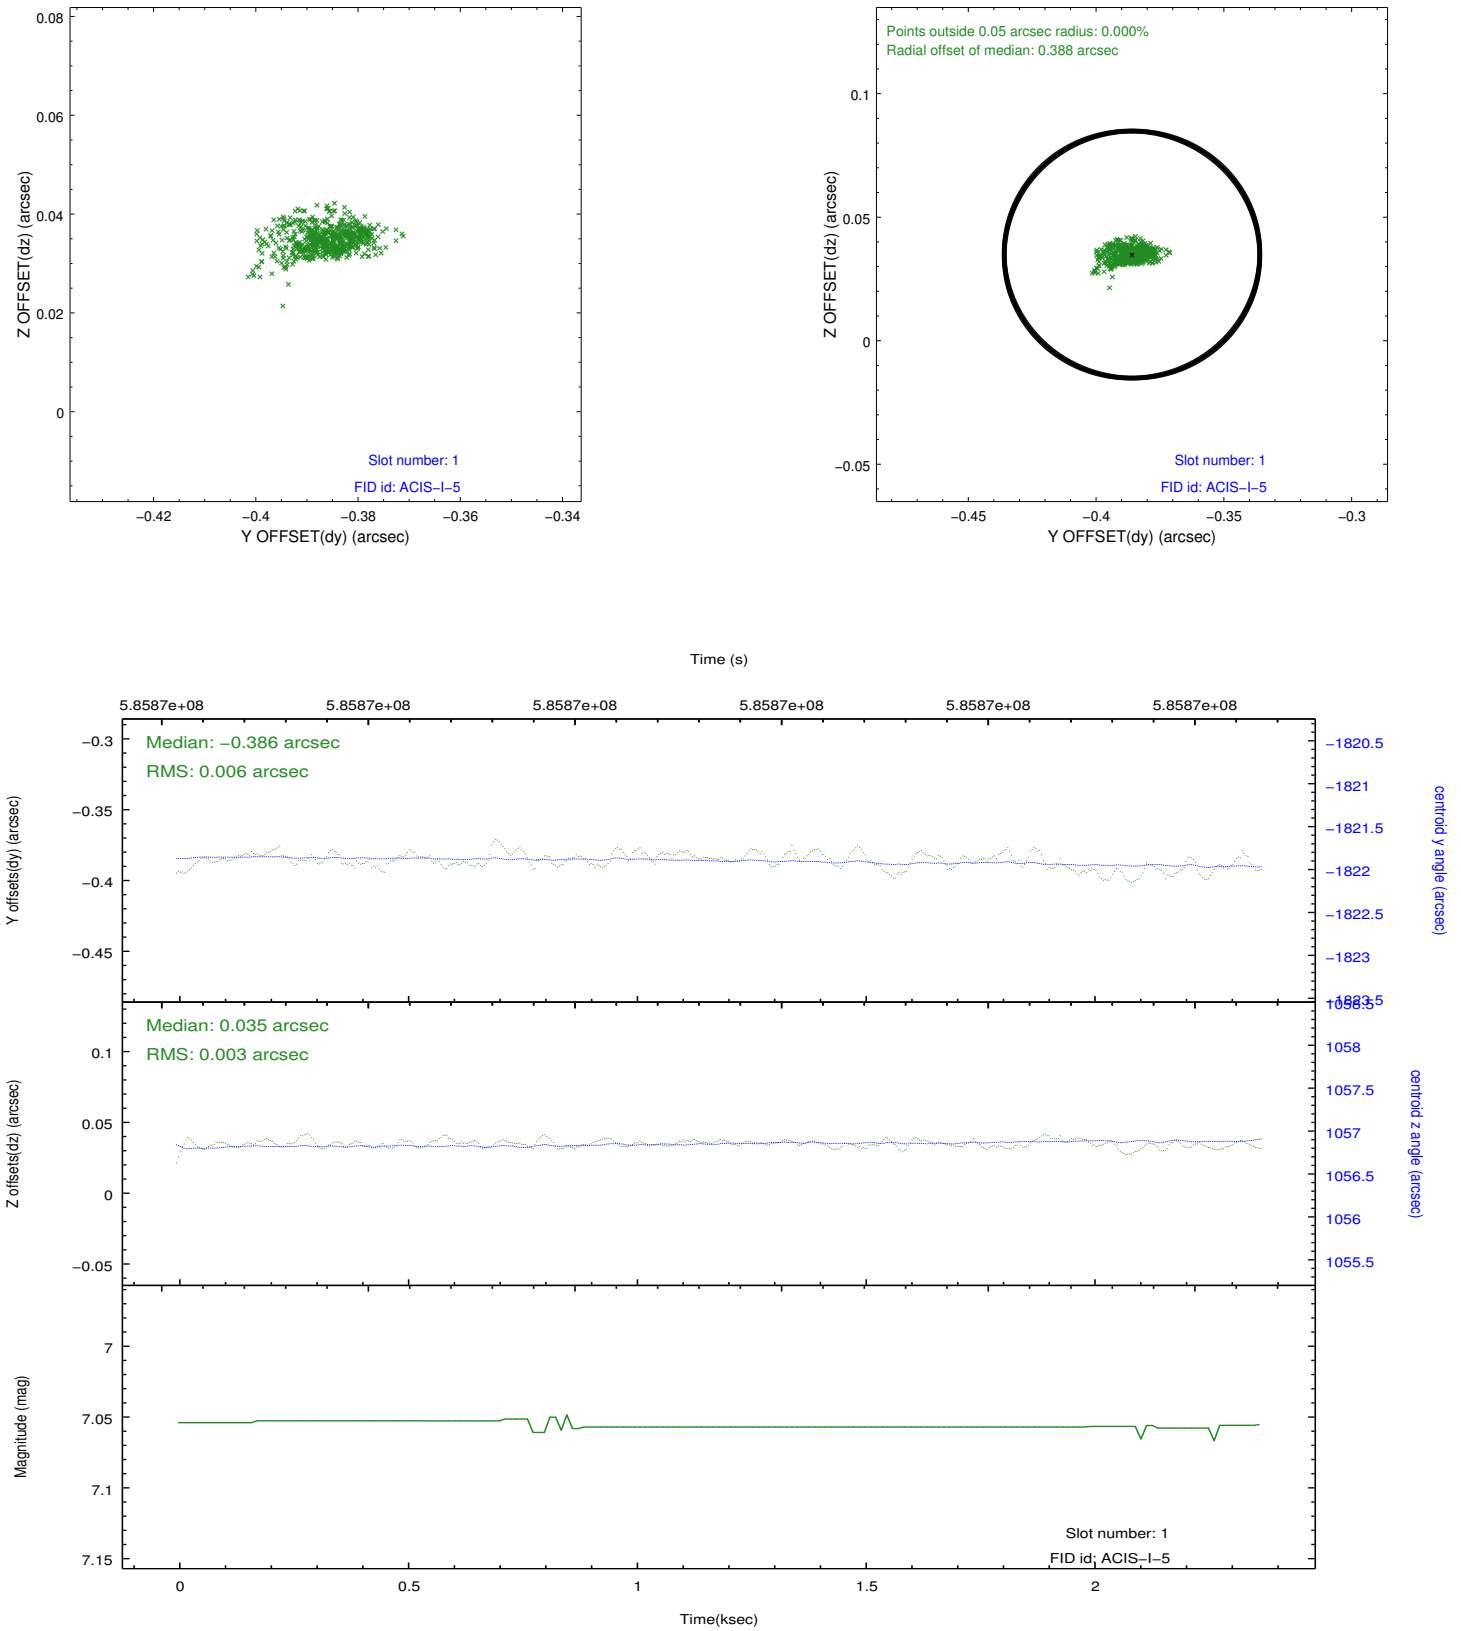 0.08
0.06
0.04
0.02
0
Z OFFSET(dz) (arcsec)
Slot number: 1
FID id: ACIS−I−5
−0.42 −0.4 −0.38 −0.36 −0.34
Y OFFSET(dy) (arcsec)
Points outside 0.05 arcsec radius: 0.000%
Radial offset of median: 0.388 arcsec
0.1
0.05
0
−0.05
Z OFFSET(dz) (arcsec)
Slot number: 1
FID id: ACIS−I−5
−0.45 −0.4 −0.35 −0.3
Y OFFSET(dy) (arcsec)
Time (s)
5.8587e+08 5.8587e+08 5.8587e+08 5.8587e+08 5.8587e+08 5.8587e+08
Median: −0.386 arcsec
RMS: 0.006 arcsec
−0.3
−0.35
−0.4
−0.45
Y offsets(dy) (arcsec)
−1820.5
−1821
−1821.5
−1822
−1822.5
−1823
−1823.5
centroid y angle (arcsec)
Median: 0.035 arcsec
RMS: 0.003 arcsec
0.1
0.05
0
−0.05
Z offsets(dz) (arcsec)
1058.5
1058
1057.5
1057
1056.5
1056
1055.5
centroid z angle (arcsec)
7
7.05
7.1
7.15
Magnitude (mag)
Slot number: 1
FID id: ACIS−I−5
0 0.5 1 1.5 2
Time(ksec)